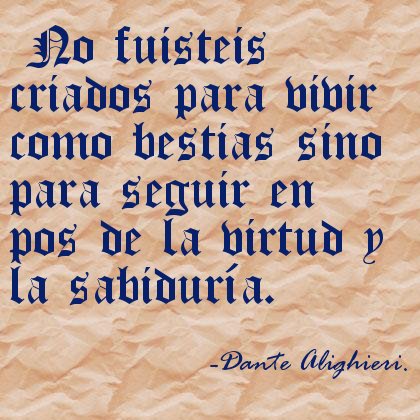 No fuisteis
criados para vivir
como bestias sino
para seguir en
pos de la virtud y
la sabiduría.
-Dante Alighieri.